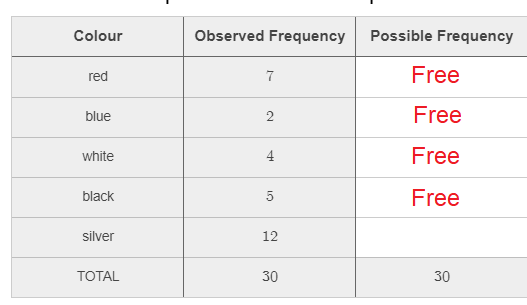 Colour Observed Frequency Possible Frequency
red 7 Free
blue 2 Free
white 4 Free
black 5 Free
silver 12
TOTAL 30 30